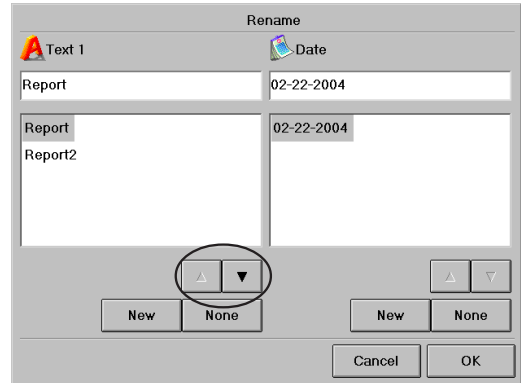 Rename
Text 1
Date
Report
02-22-2004
Report
Report2
02-22-2004
New None
New None
Cancel OK